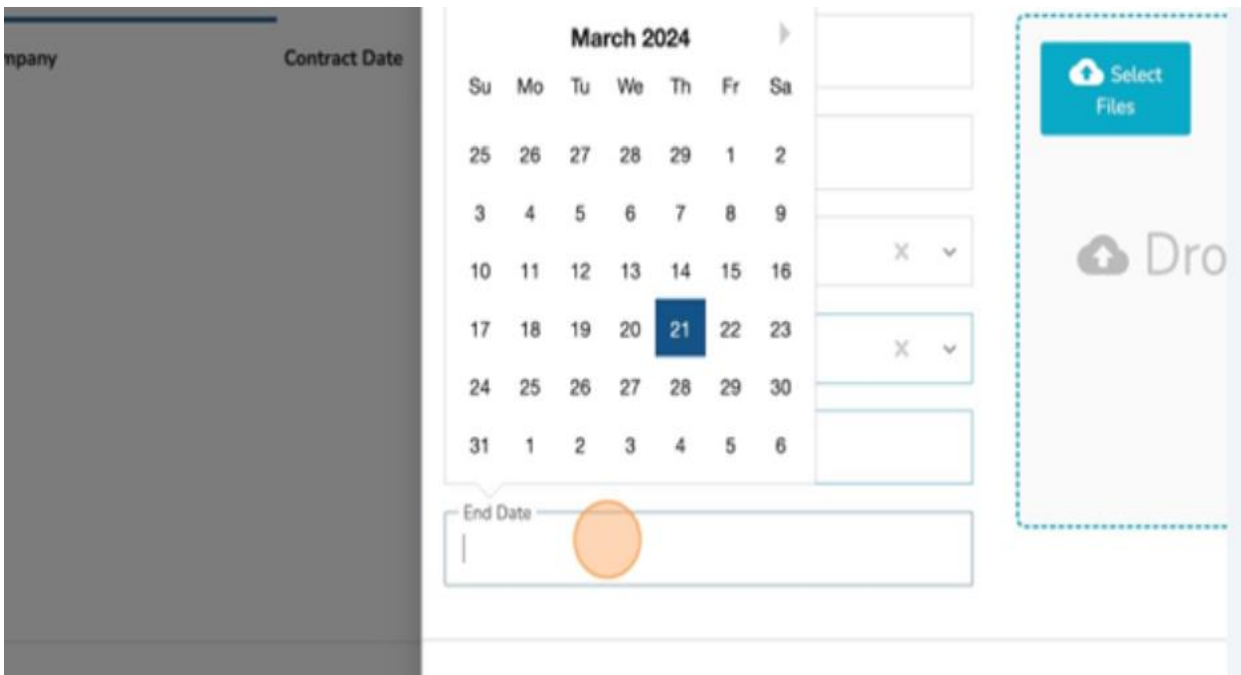 March 2024
Contract Date
Su Mo Tu We Th Fr Sa
25 26 27 28 29 1 2
3 4 5 6 7 8 9
10 11 12 13 14 15 16
17 18 19 20 21 22 23
24 25 26 27 28 29 30
31 1 2 3 4 5 6
End Date
Select
Files
Dro